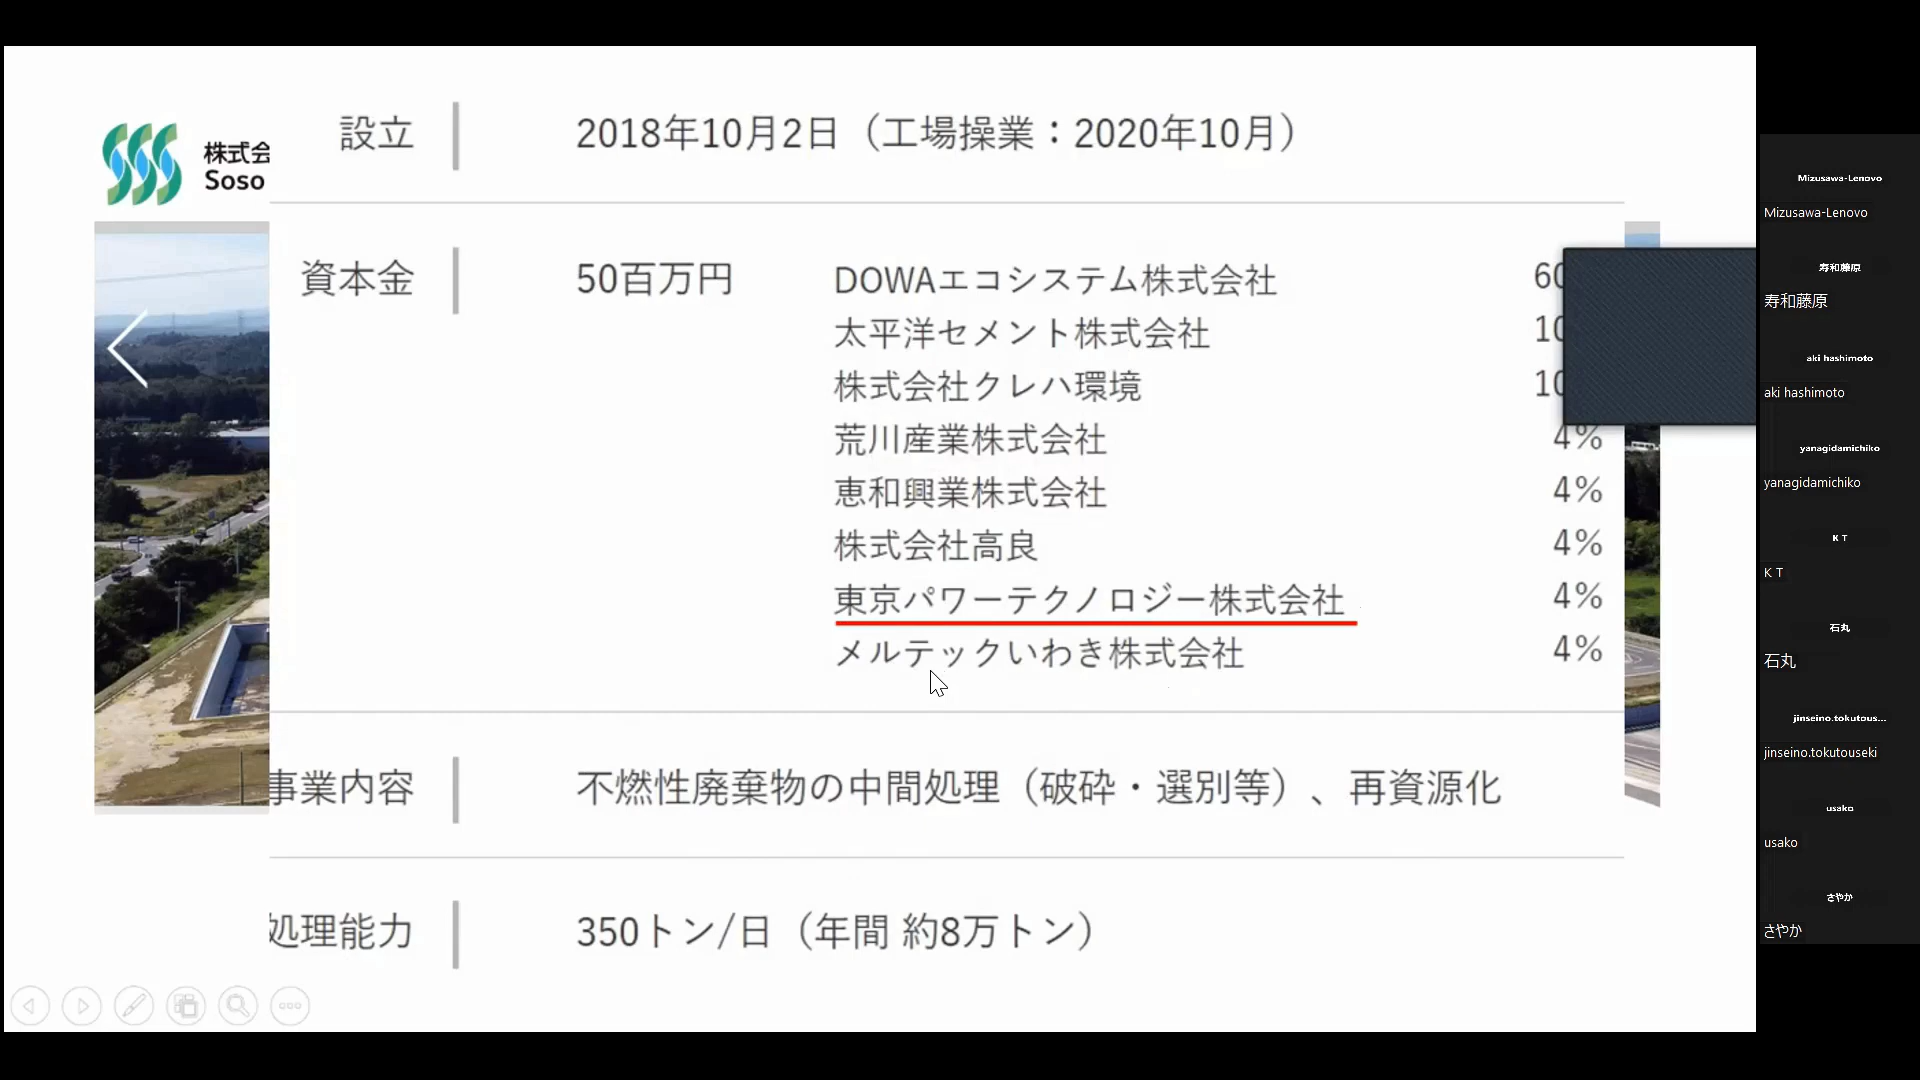 株式会
Soso
設立
2018年10月2日（工場操業：2020年10月）
資本金
50百万円
DOWAエコシステム株式会社
60
太平洋セメント株式会社
10
株式会社クレハ環境
10
荒川産業株式会社
4%
恵和興業株式会社
4%
株式会社高良
4%
東京パワーテクノロジー株式会社
4%
メルテックいわき株式会社
4%
事業内容
不燃性廃棄物の中間処理（破砕・選別等）、再資源化
処理能力
350トン/日（年間 約8万トン）
Mizusawa-Lenovo
Mizusawa-Lenovo
寿和藤原
寿和藤原
aki hashimoto
aki hashimoto
yanagidamichiko
yanagidamichiko
K T
K T
石丸
石丸
jinseino.tokutous...
jinseino.tokutouseki
usako
usako
さやか
さやか